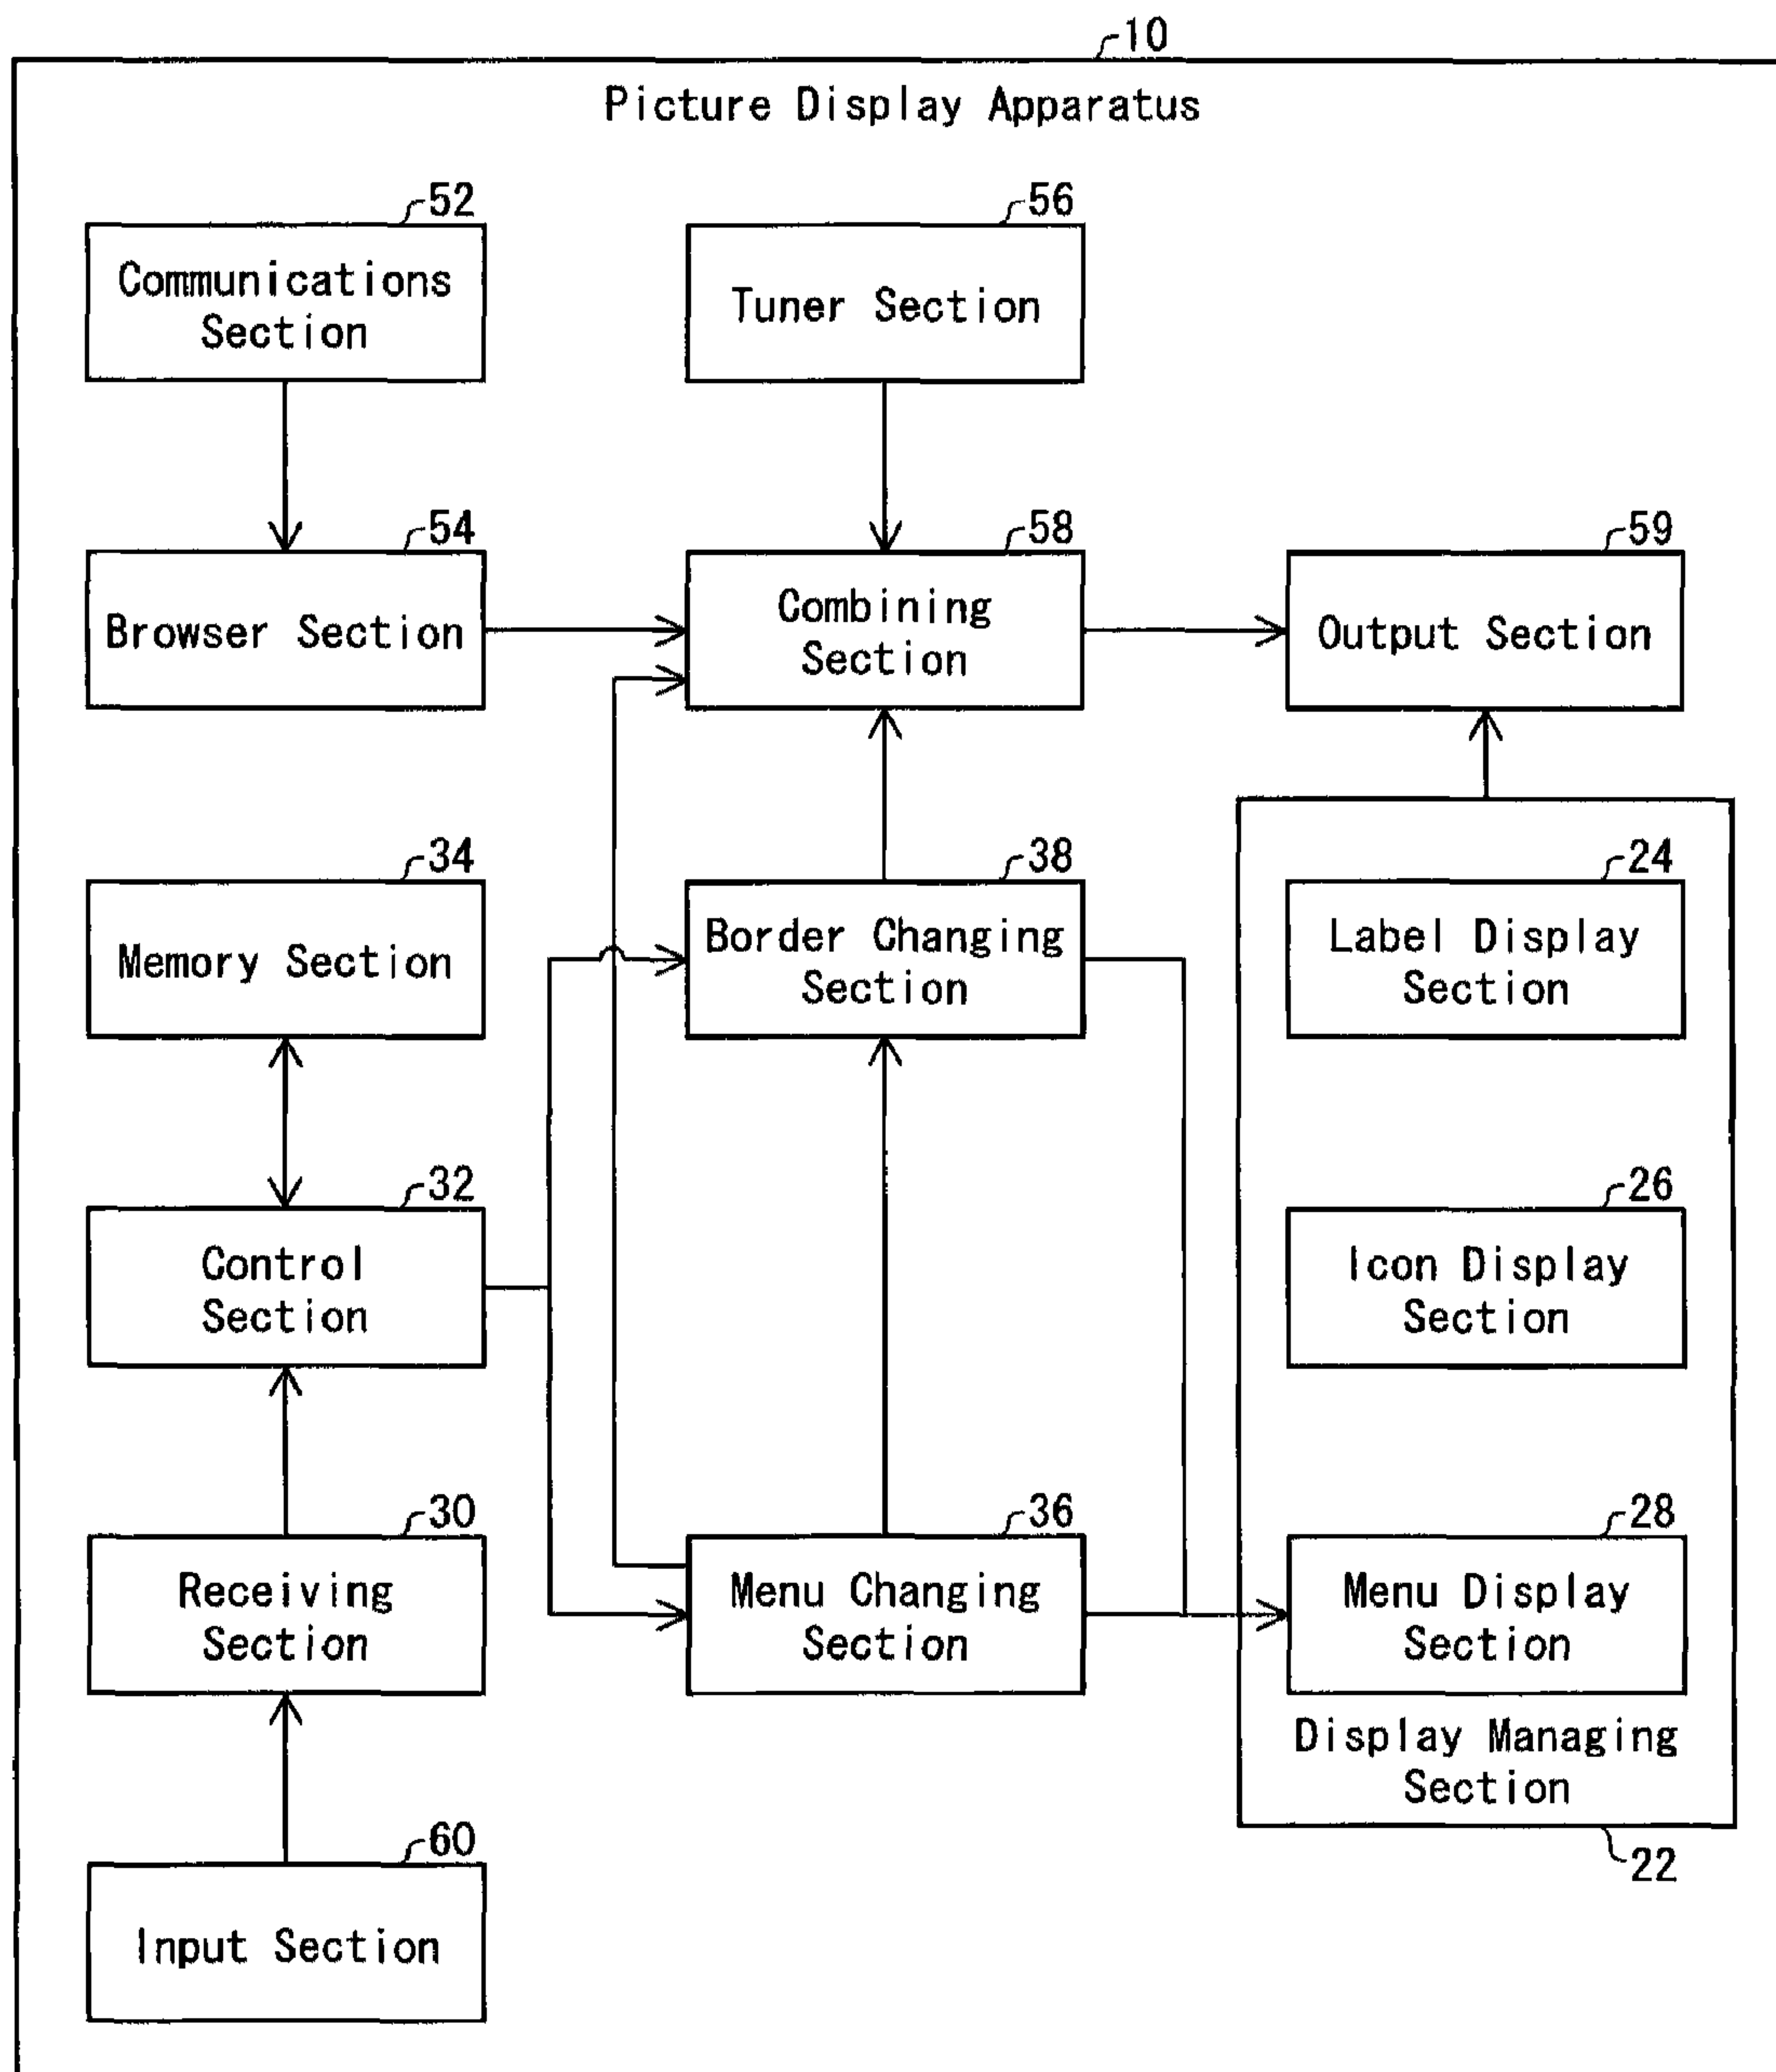 10
Picture Display Apparatus
52
Communications
Section
56
Tuner Section
54
Browser Section
58
Combining
Section
59
Output Section
34
Memory Section
38
Border Changing
Section
24
Label Display
Section
32
Control
Section
26
Icon Display
Section
30
Receiving
Section
36
Menu Changing
Section
28
Menu Display
Section
Display Managing
Section
22
60
Input Section